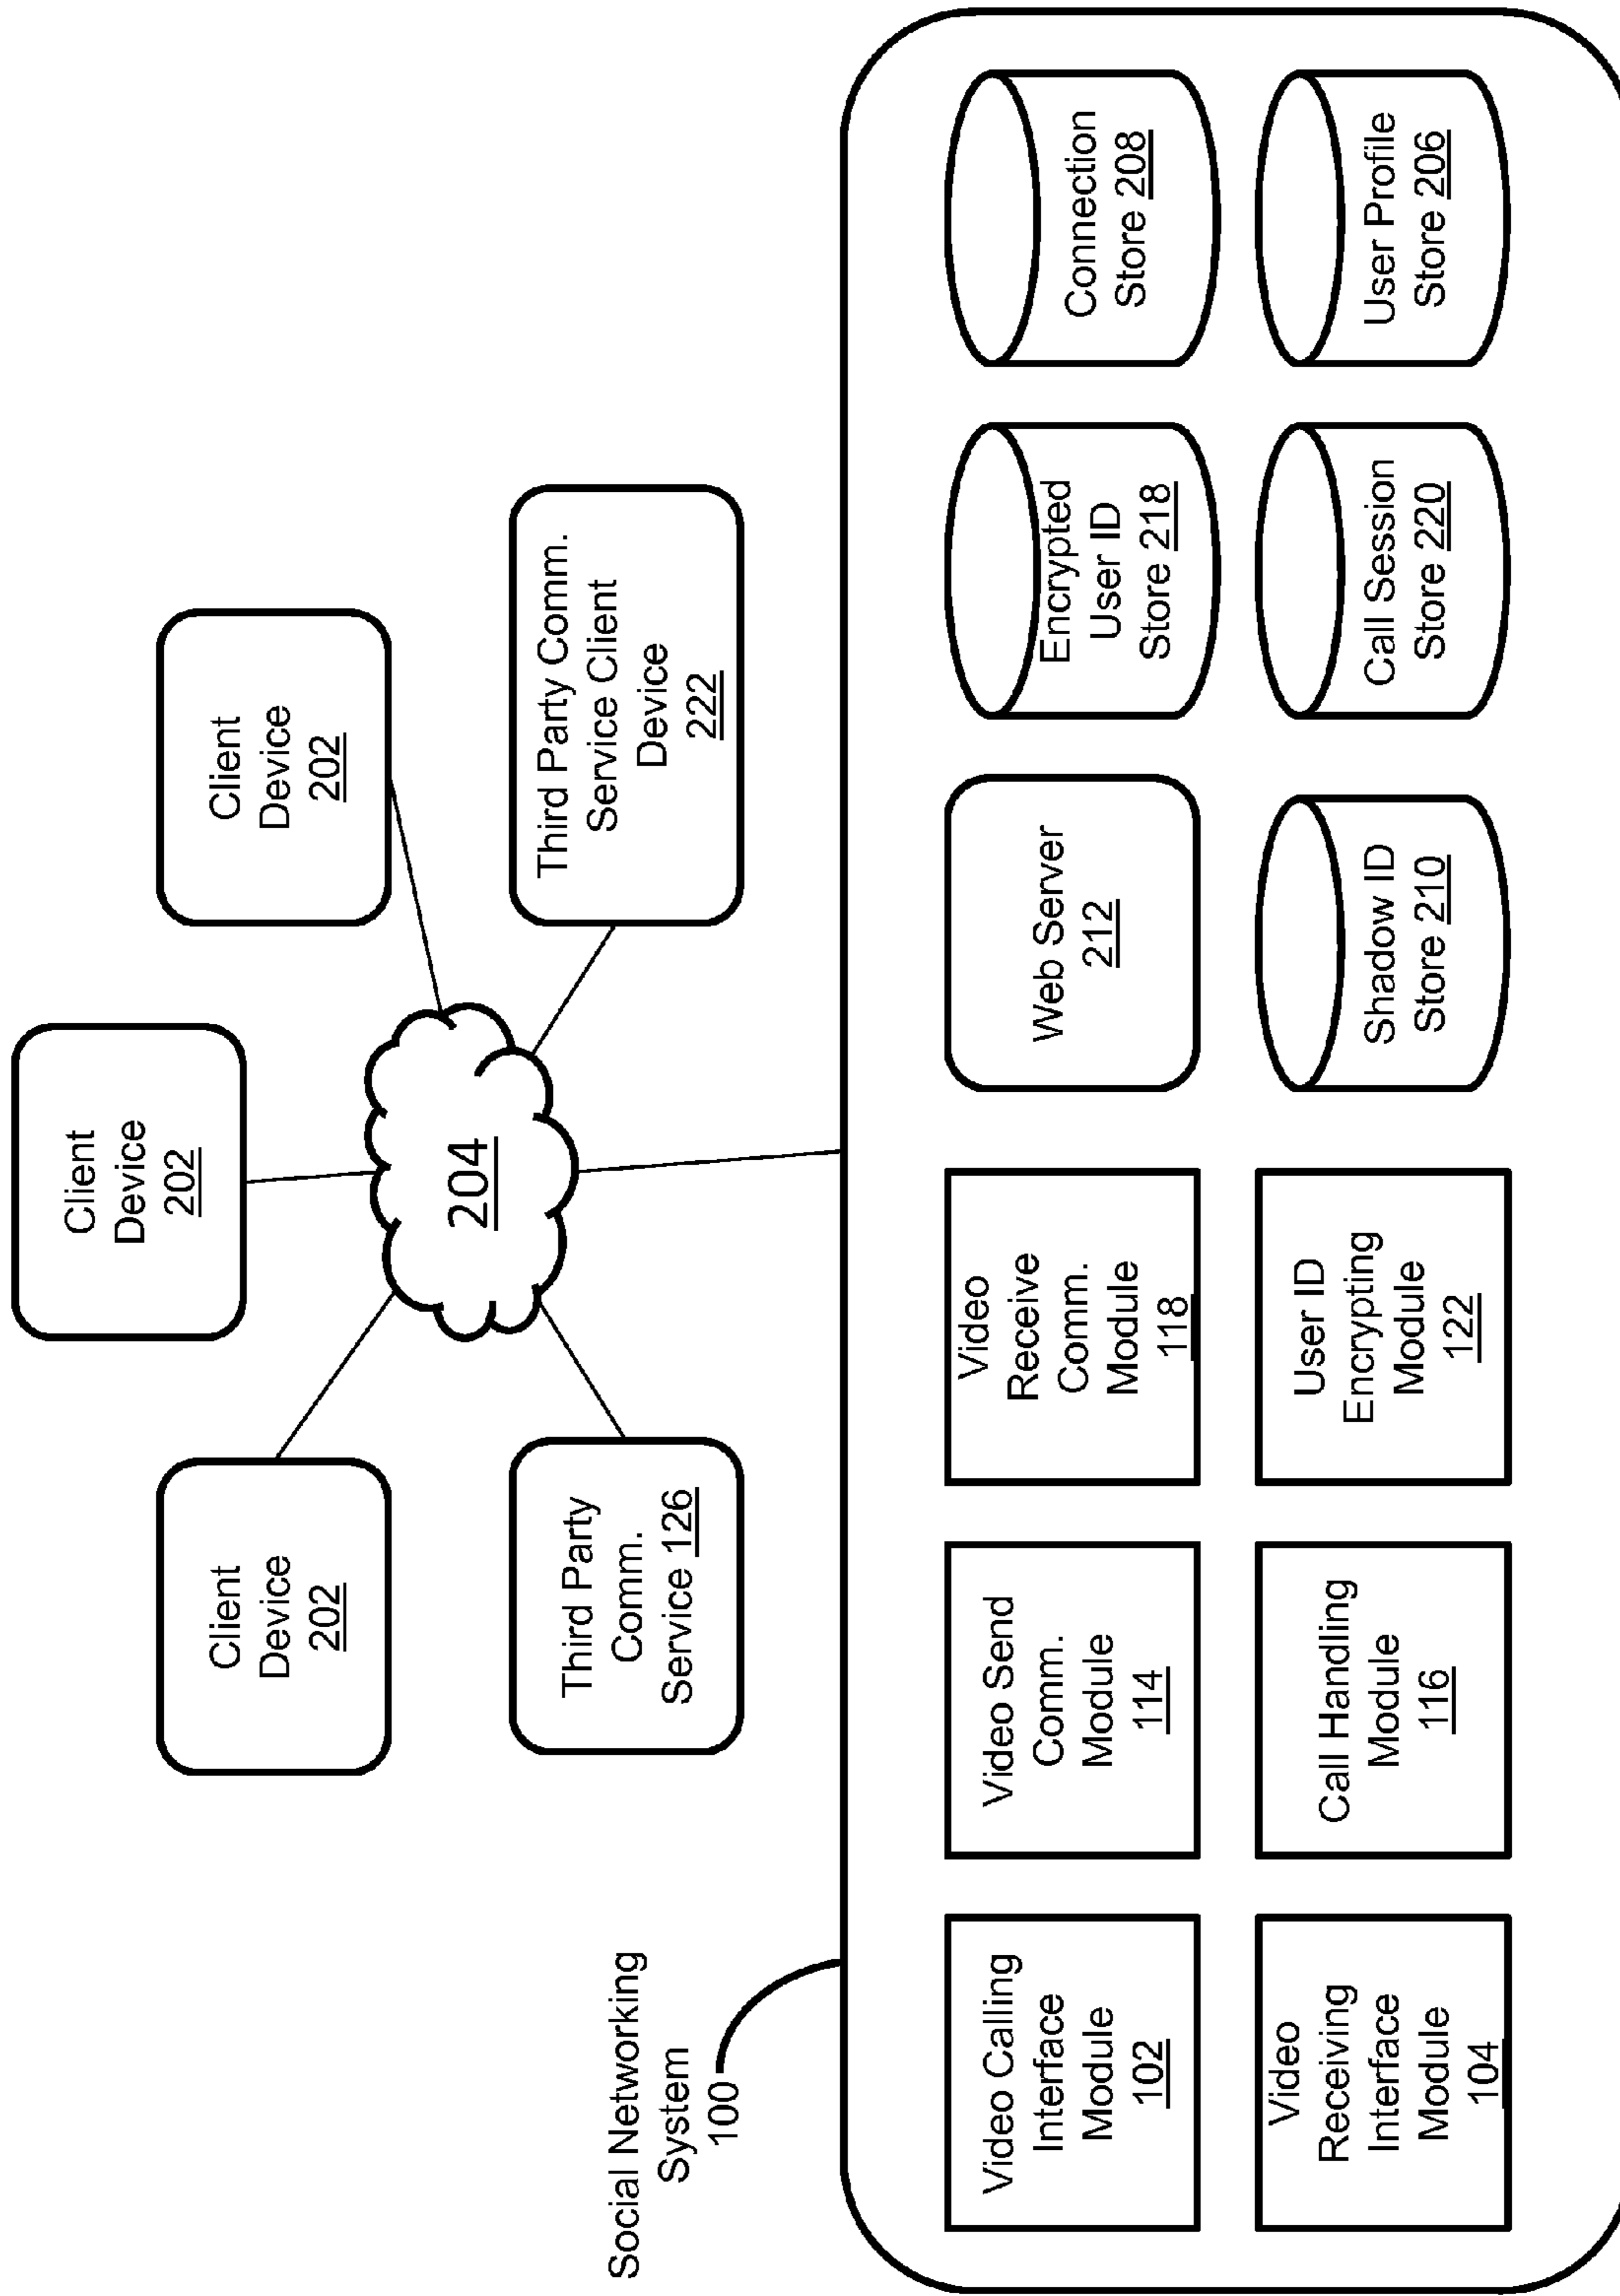 Client
Device
202
Client
Device
202
Client
Device
202
204
Third Party
Comm.
Service 126
Third Party Comm.
Service Client
Device
222
Social Networking
System
100
Video Calling
Interface
Module
102
Video Send
Comm.
Module
114
Video
Receive
Comm.
Module
118
Web Server
212
Encrypted
User ID
Store 218
Connection
Store 208
Video
Receiving
Interface
Module
104
Call Handling
Module
116
User ID
Encrypting
Module
122
Shadow ID
Store 210
Call Session
Store 220
User Profile
Store 206